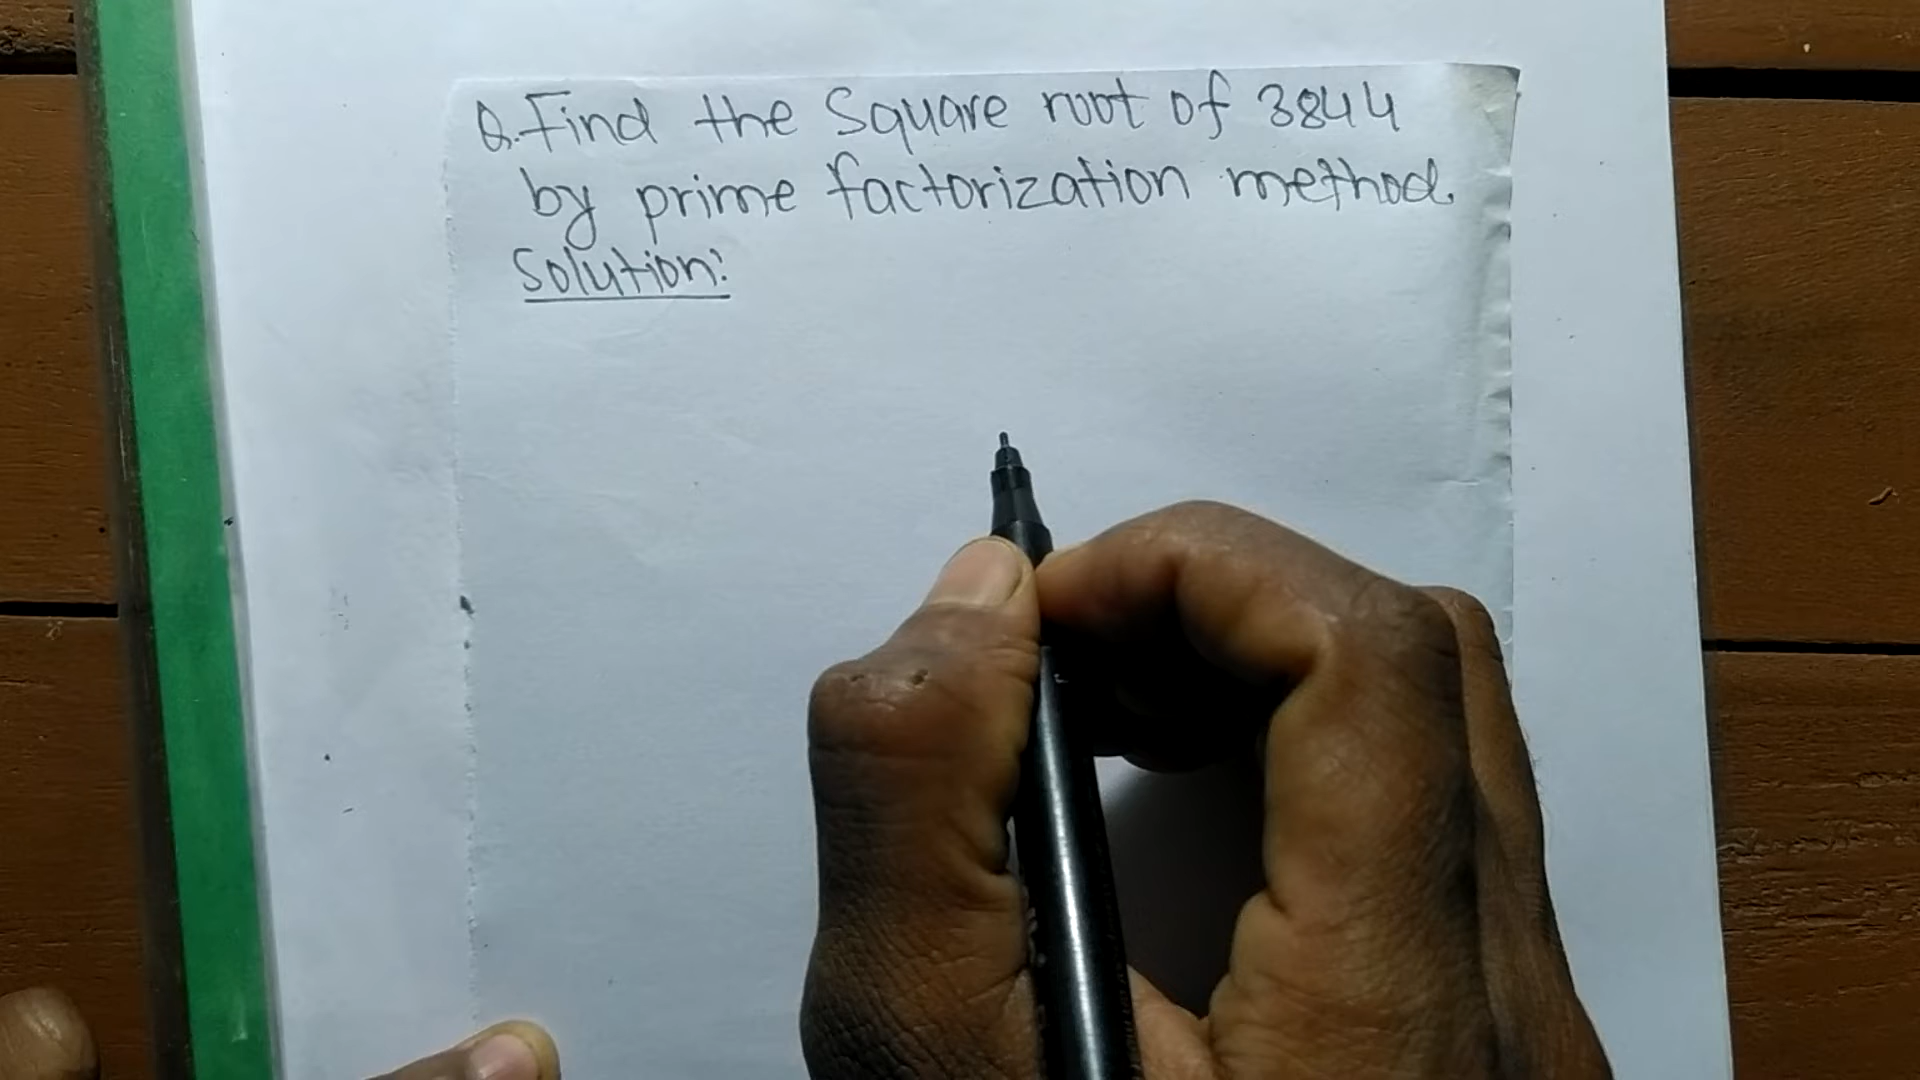 Q. Find the Square root of 3844
by prime factorization method.
Solution: